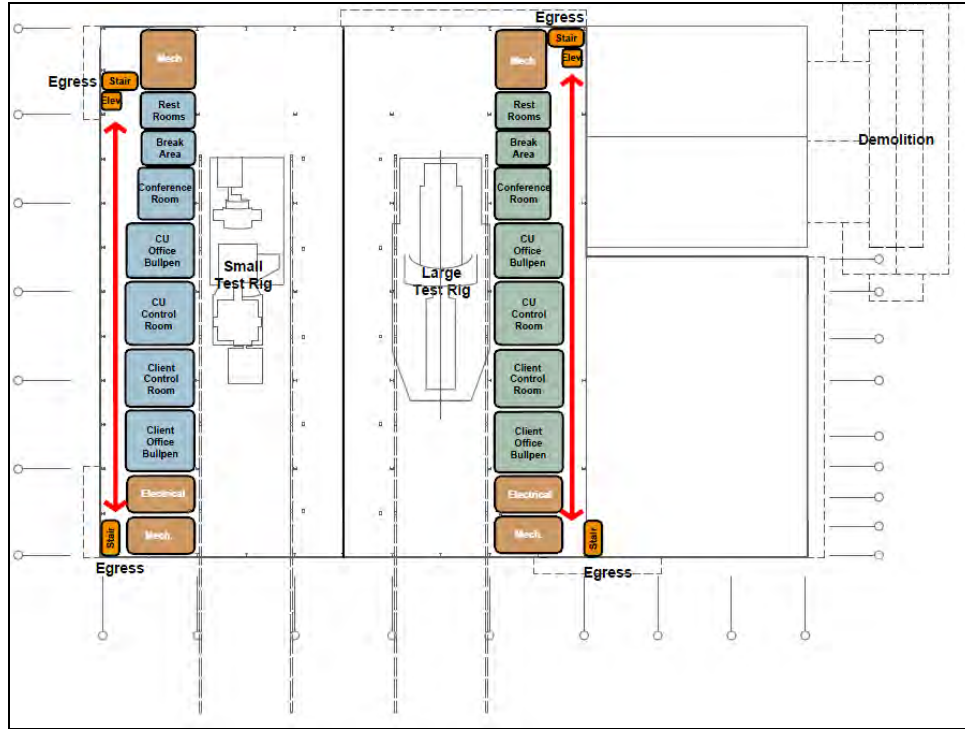 Egress
Stair
Elev.
Mech.
Egress
Stair
Elev.
Mech.
Rest
Rooms
Break
Area
Conference
Room
CU
Office
Bullpen
CU
Control
Room
Client
Control
Room
Client
Office
Bullpen
Electrical
Mech.
Stair
Egress
Small
Test Rig
Large
Test Rig
Rest
Rooms
Break
Area
Conference
Room
CU
Office
Bullpen
CU
Control
Room
Client
Control
Room
Client
Office
Bullpen
Electrical
Mech.
Stair
Egress
Demolition